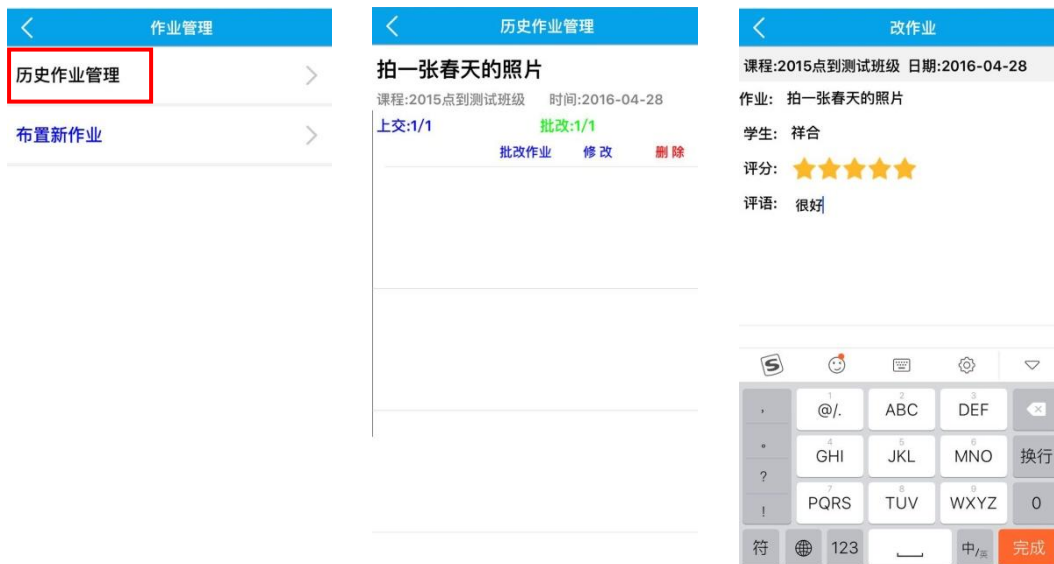 作业管理
历史作业管理
布置新作业
历史作业管理
拍一张春天的照片
课程:2015点到测试班级 时间:2016-04-28
上交:1/1 批改:1/1
批改作业 修改 删除
改作业
课程:2015点到测试班级 日期:2016-04-28
作业: 拍一张春天的照片
学生: 祥合
评分:
评语: 很好
S
, 1 @/. 2 ABC 3 DEF
。 4 GHI 5 JKL 6 MNO 换行
?
! 7 PQRS 8 TUV 9 WXYZ 0
符 123 中/英 完成